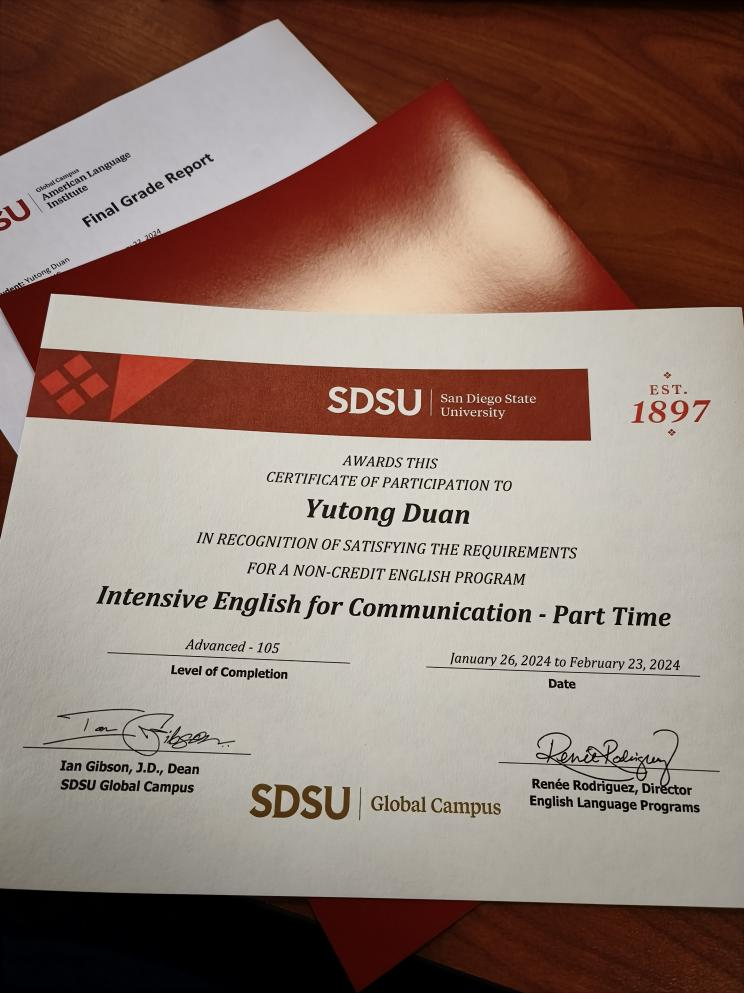 SDSU
Global Campus
American Language
Institute
Final Grade Report
2024
Student: Yutong Duan
SDSU
San Diego State
University
EST.
1897
AWARDS THIS
CERTIFICATE OF PARTICIPATION TO
Yutong Duan
IN RECOGNITION OF SATISFYING THE REQUIREMENTS
FOR A NON-CREDIT ENGLISH PROGRAM
Intensive English for Communication - Part Time
Advanced - 105
Level of Completion
January 26, 2024 to February 23, 2024
Date
Ian Gibson
Ian Gibson, J.D., Dean
SDSU Global Campus
Renée Rodriguez
Renée Rodriguez, Director
English Language Programs
SDSU
Global Campus